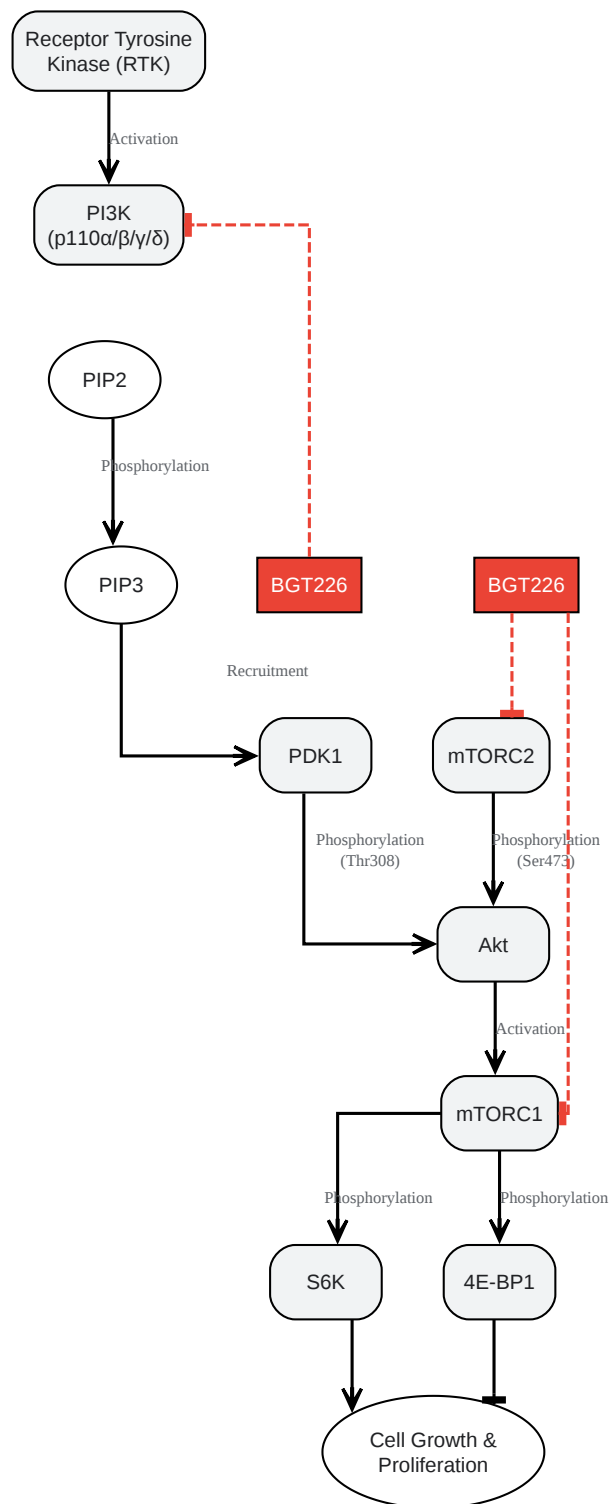 Receptor Tyrosine
Kinase (RTK)
Activation
PI3K
(p110α/β/γ/δ)
PIP2
Phosphorylation
PIP3
BGT226
BGT226
Recruitment
PDK1
mTORC2
Phosphorylation
(Thr308)
Phosphorylation
(Ser473)
Akt
Activation
mTORC1
Phosphorylation
Phosphorylation
S6K
4E-BP1
Cell Growth &
Proliferation